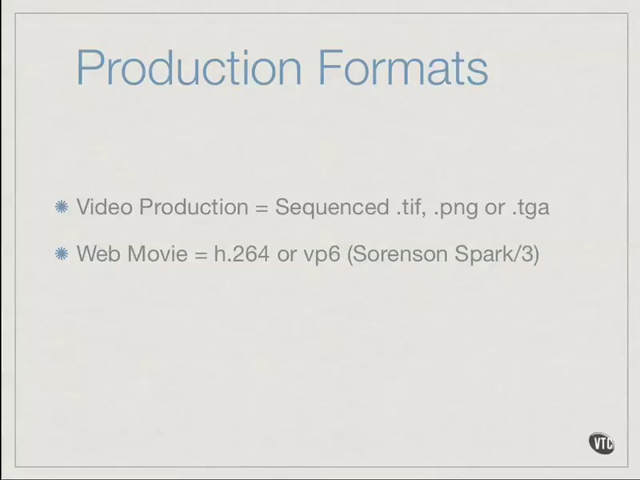 Production Formats
Video Production = Sequenced .tif, .png or .tga
Web Movie = h.264 or vp6 (Sorenson Spark/3)
VTC